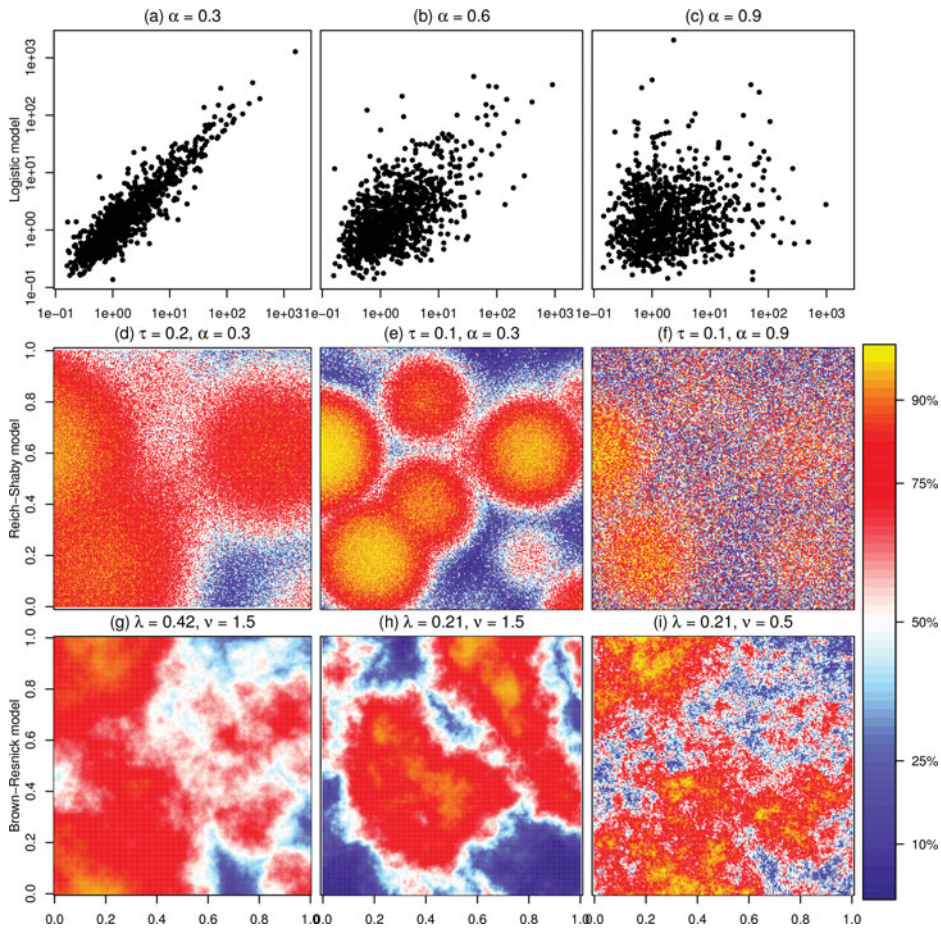 (a) α = 0.3
(b) α = 0.6
(c) α = 0.9
Logistic model
1e+03
1e+02
1e+01
1e+00
1e−01
1e−01 1e+00 1e+01 1e+02 1e+03
1e−01 1e+00 1e+01 1e+02 1e+03
1e−01 1e+00 1e+01 1e+02 1e+03
(d) τ = 0.2, α = 0.3
(e) τ = 0.1, α = 0.3
(f) τ = 0.1, α = 0.9
Reich−Shaby model
1.0
0.8
0.6
0.4
0.2
0.0
(g) λ = 0.42, ν = 1.5
(h) λ = 0.21, ν = 1.5
(i) λ = 0.21, ν = 0.5
Brown−Resnick model
1.0
0.8
0.6
0.4
0.2
0.0
0.0 0.2 0.4 0.6 0.8 1.0
0.0 0.2 0.4 0.6 0.8 1.0
0.0 0.2 0.4 0.6 0.8 1.0
90%
75%
50%
25%
10%